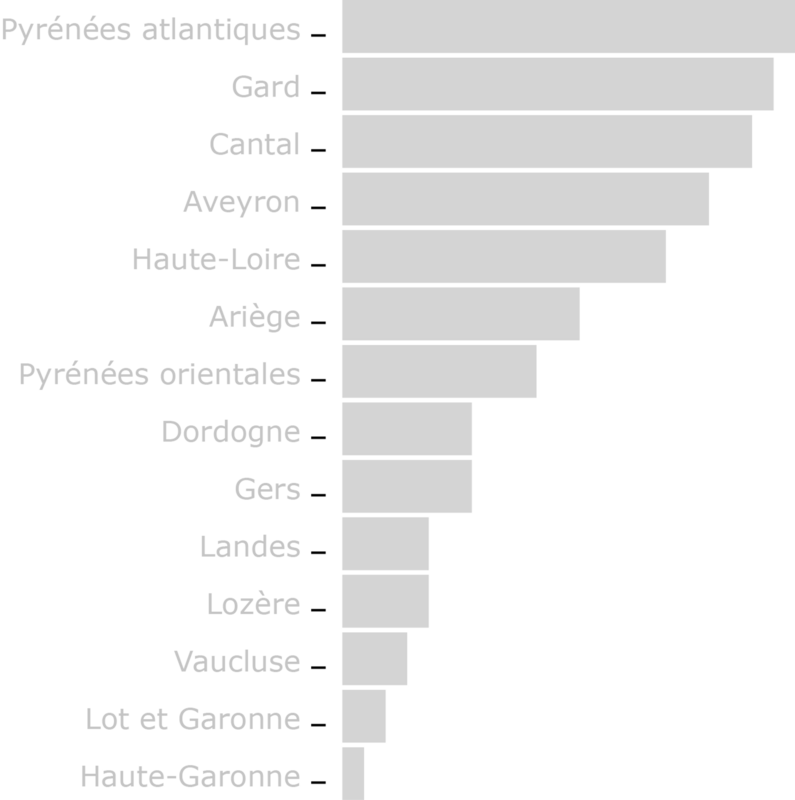 Pyrénées atlantiques
Gard
Cantal
Aveyron
Haute-Loire
Ariège
Pyrénées orientales
Dordogne
Gers
Landes
Lozère
Vaucluse
Lot et Garonne
Haute-Garonne